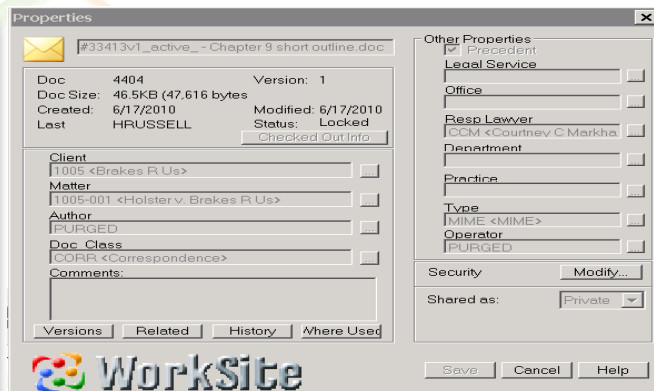 Properties
#33413v1_active_ - Chapter 9 short outline.doc
Doc 4404 Version: 1
Doc Size: 46.5KB (47,616 bytes
Created: 6/17/2010 Modified: 6/17/2010
Last HRUSSELL Status: Locked
Checked Out Info
Client
1005 <Brakes R Us>
Matter
1005-001 <Holster v. Brakes R Us>
Author
PURGED
Doc Class
CORR <Correspondence>
Comments:
Versions Related History Where Used
WorkSite
Other Properties
Precedent
Legal Service
...
Office
...
Resp Lawyer
CCM <Courtney C Markha ...
Department
...
Practice
...
Type
MIME <MIME> ...
Operator
PURGED ...
Security Modify...
Shared as: Private
Save Cancel Help